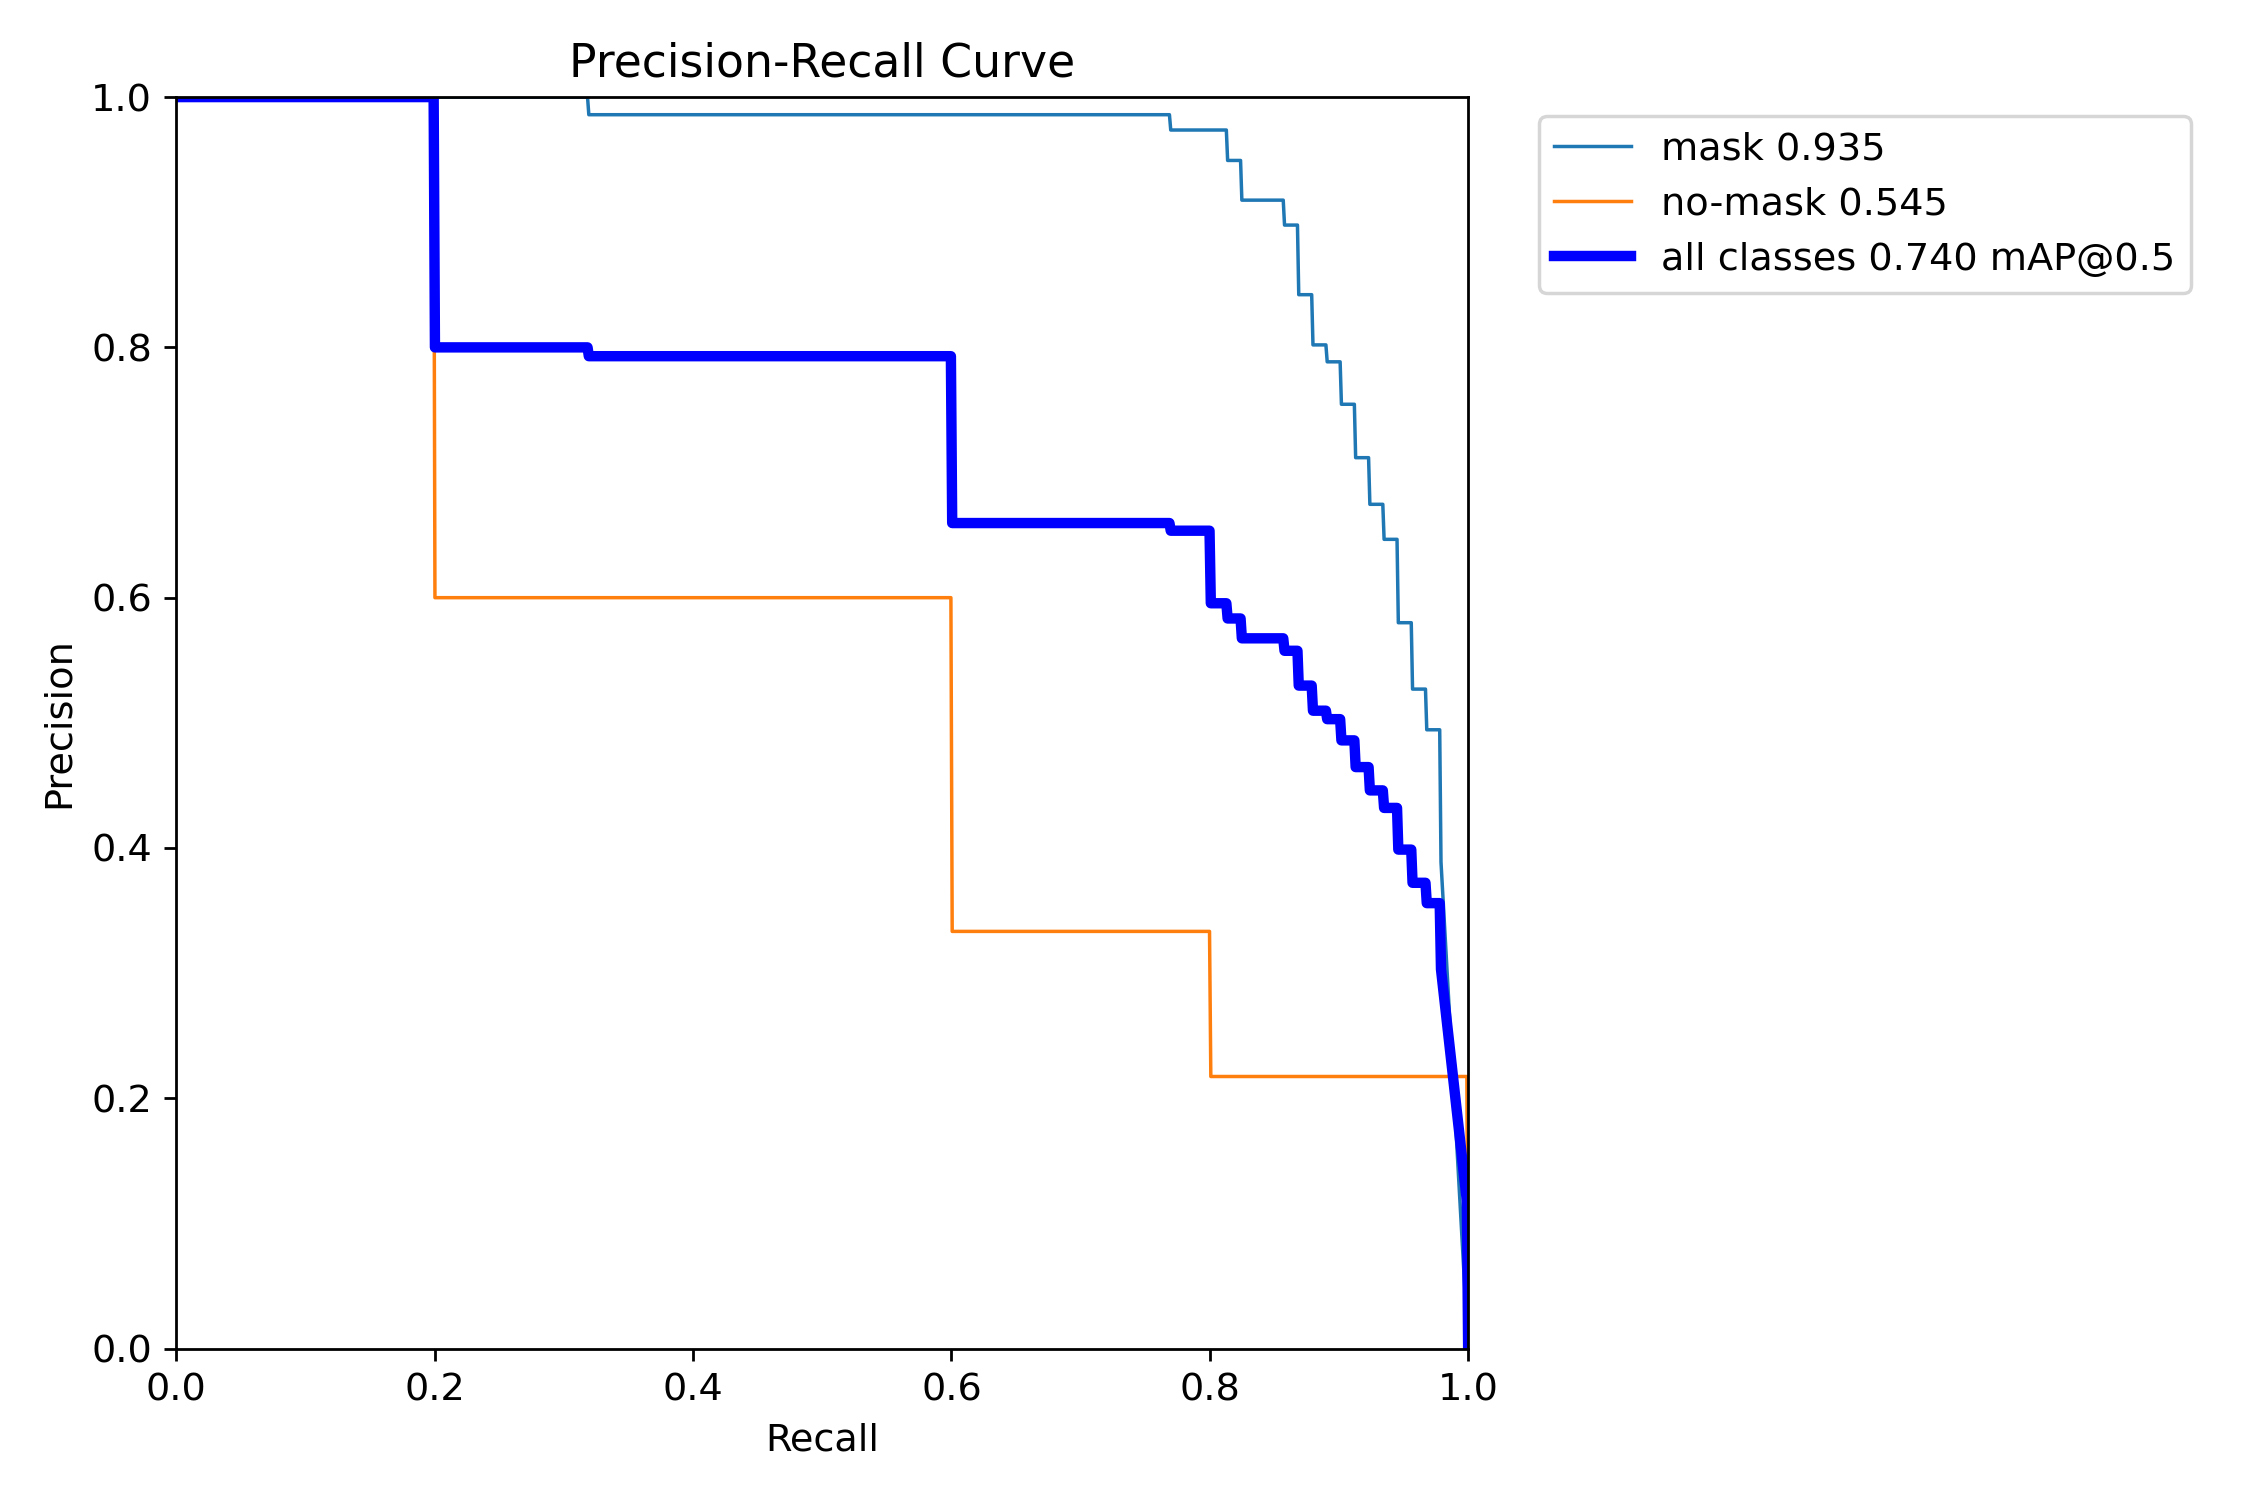 Precision-Recall Curve
mask 0.935
no-mask 0.545
all classes 0.740 mAP@0.5
Precision
1.0
0.8
0.6
0.4
0.2
0.0
0.0 0.2 0.4 0.6 0.8 1.0
Recall